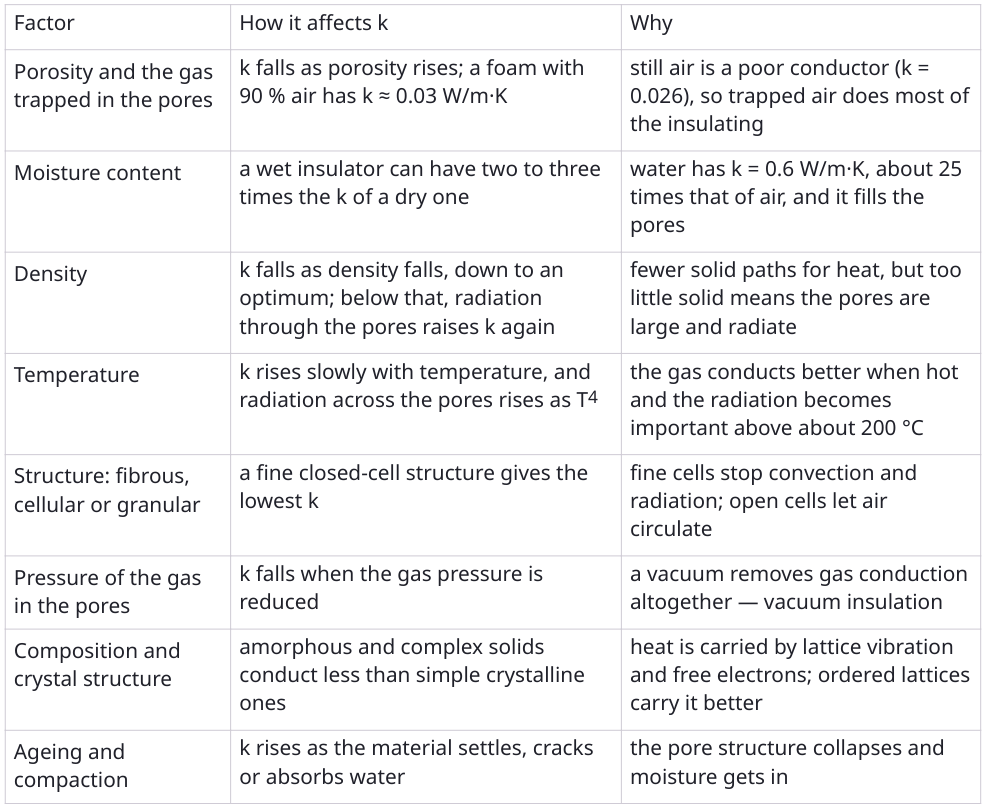 Factor
How it affects k
Why
Porosity and the gas
trapped in the pores
k falls as porosity rises; a foam with
90 % air has k ≈ 0.03 W/m·K
still air is a poor conductor (k =
0.026), so trapped air does most of
the insulating
Moisture content
a wet insulator can have two to three
times the k of a dry one
water has k = 0.6 W/m·K, about 25
times that of air, and it fills the
pores
Density
k falls as density falls, down to an
optimum; below that, radiation
through the pores raises k again
fewer solid paths for heat, but too
little solid means the pores are
large and radiate
Temperature
k rises slowly with temperature, and
radiation across the pores rises as T⁴
the gas conducts better when hot
and the radiation becomes
important above about 200 °C
Structure: fibrous,
cellular or granular
a fine closed-cell structure gives the
lowest k
fine cells stop convection and
radiation; open cells let air
circulate
Pressure of the gas
in the pores
k falls when the gas pressure is
reduced
a vacuum removes gas conduction
altogether — vacuum insulation
Composition and
crystal structure
amorphous and complex solids
conduct less than simple crystalline
ones
heat is carried by lattice vibration
and free electrons; ordered lattices
carry it better
Ageing and
compaction
k rises as the material settles, cracks
or absorbs water
the pore structure collapses and
moisture gets in